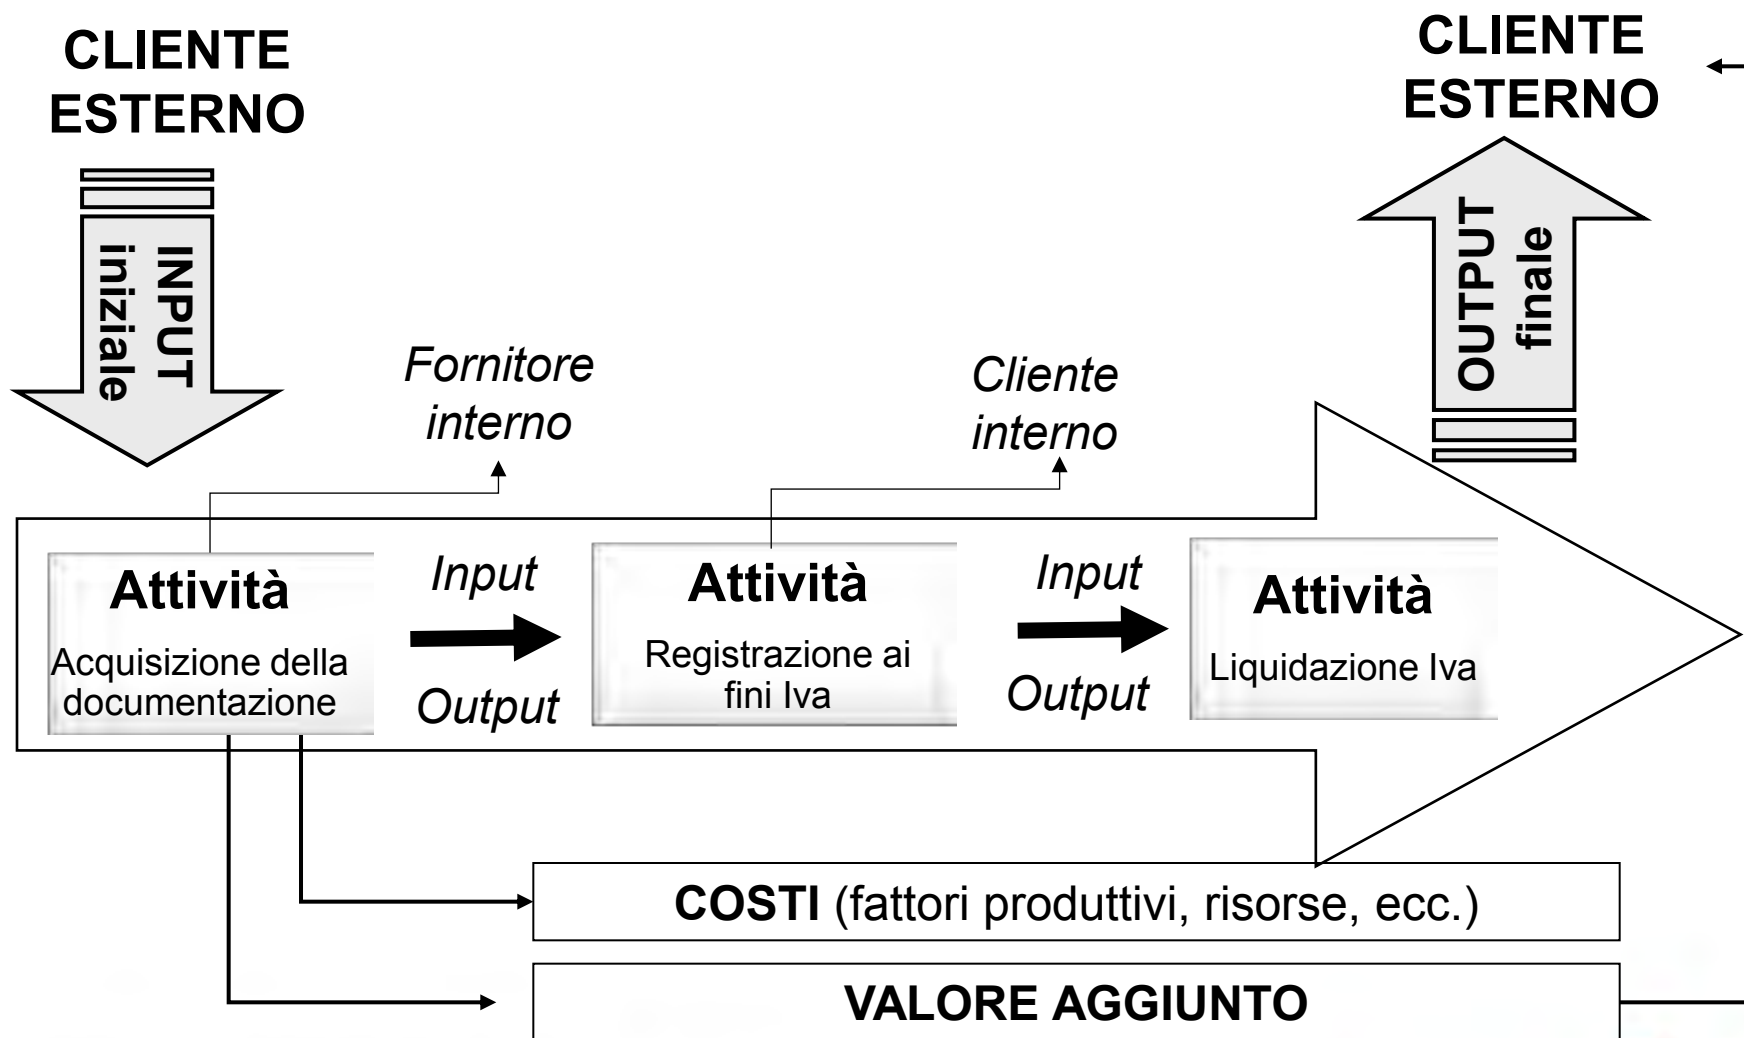 CLIENTE
ESTERNO
CLIENTE
ESTERNO
INPUT
iniziale
OUTPUT
finale
Fornitore
interno
Cliente
interno
Attività
Acquisizione della
documentazione
Input
Output
Attività
Registrazione ai
fini Iva
Input
Output
Attività
Liquidazione Iva
COSTI (fattori produttivi, risorse, ecc.)
VALORE AGGIUNTO